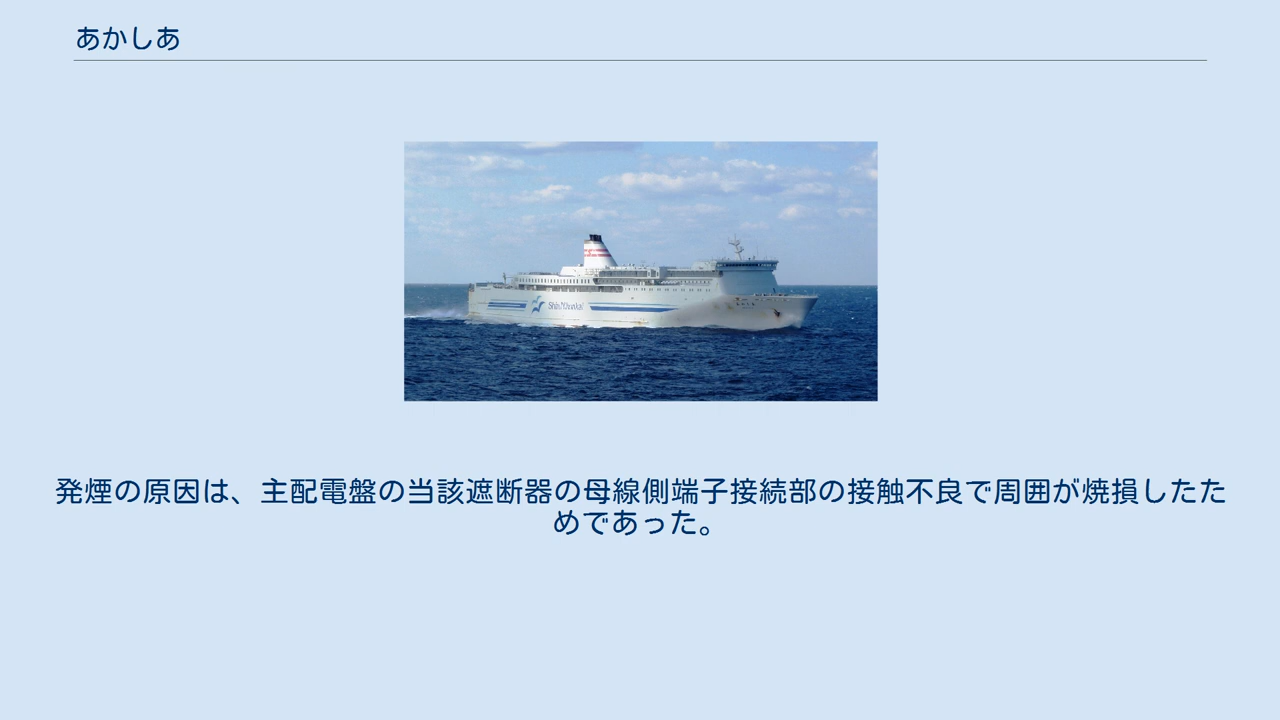 あかしあ
Shin Nihonkai
発煙の原因は、主配電盤の当該遮断器の母線側端子接続部の接触不良で周囲が焼損したた
めであった。